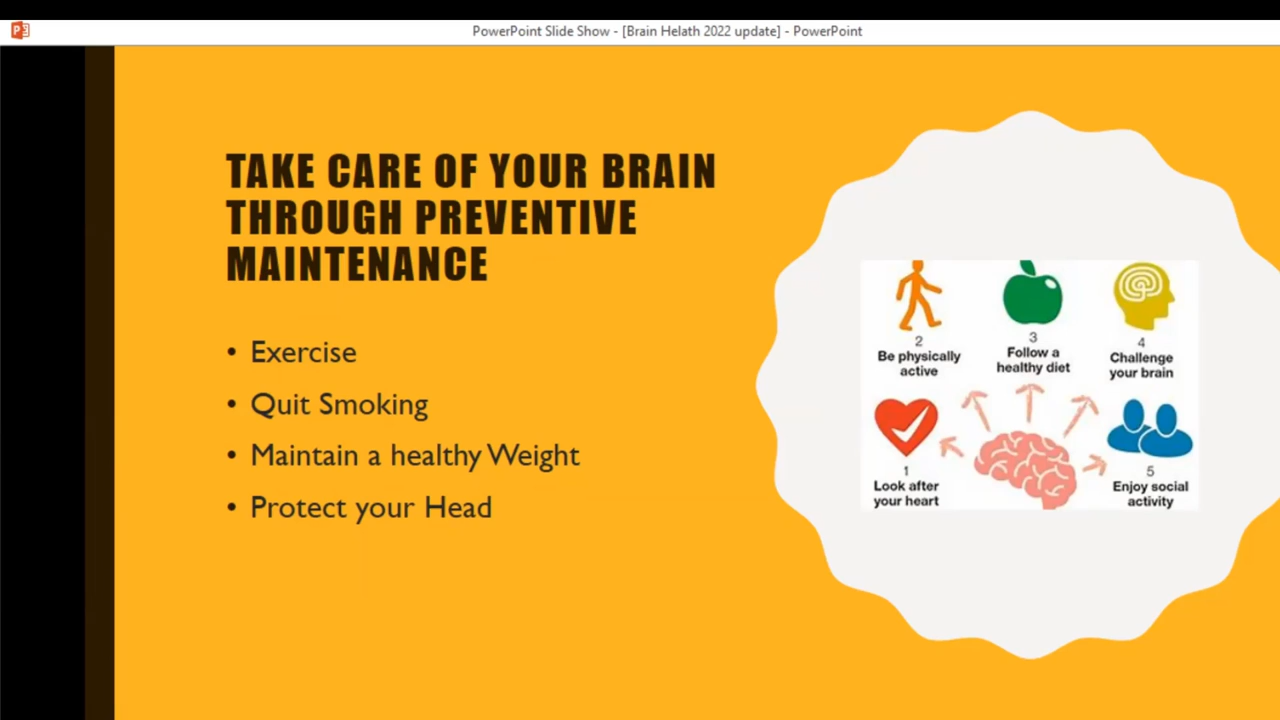 PowerPoint Slide Show - [Brain Helath 2022 update] - PowerPoint
TAKE CARE OF YOUR BRAIN
THROUGH PREVENTIVE
MAINTENANCE
• Exercise
• Quit Smoking
• Maintain a healthy Weight
• Protect your Head
2
Be physically
active
3
Follow a
healthy diet
4
Challenge
your brain
1
Look after
your heart
5
Enjoy social
activity